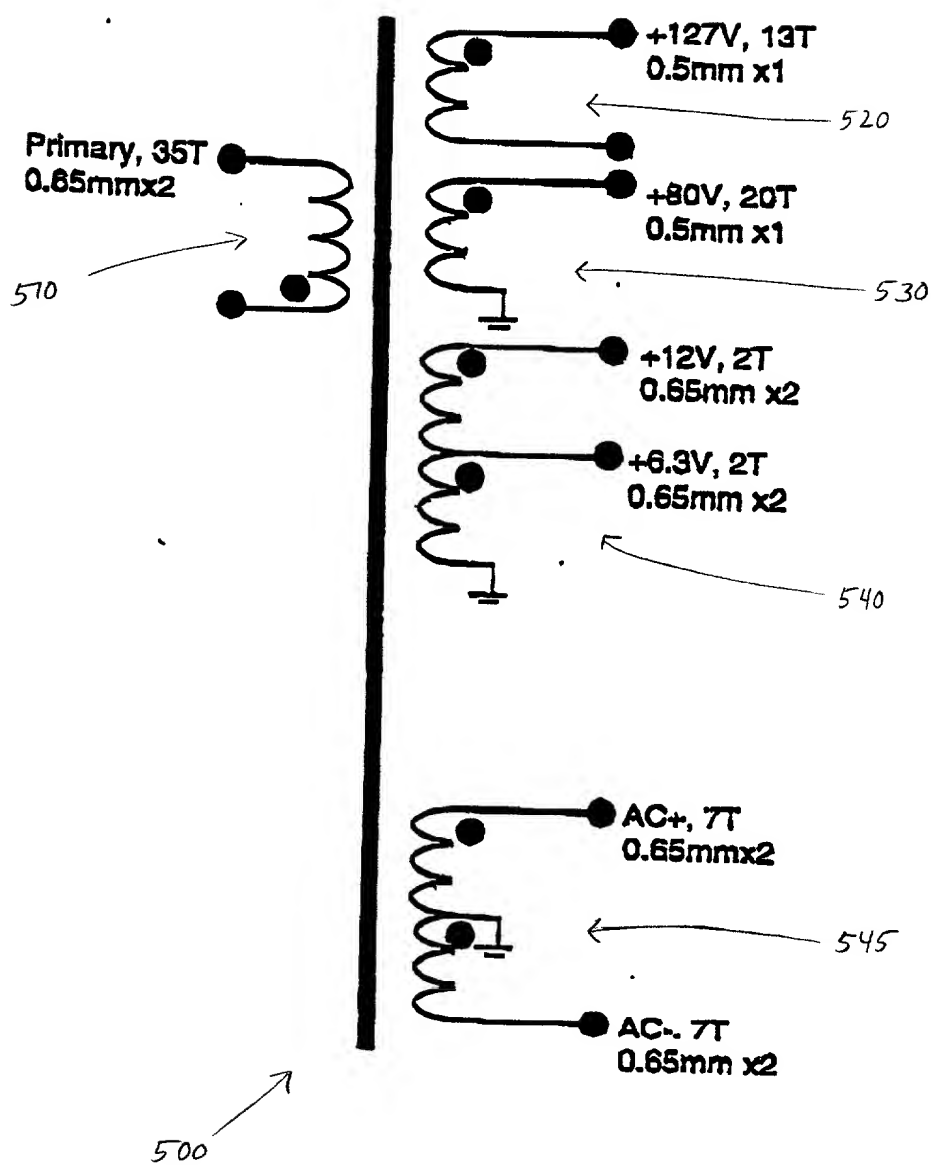 +127V, 13T
0.5mm x1
520
Primary, 35T
0.65mmx2
510
+80V, 20T
0.5mm x1
530
+12V, 2T
0.65mm x2
+6.3V, 2T
0.65mm x2
540
AC+, 7T
0.65mmx2
545
AC-. 7T
0.65mm x2
500